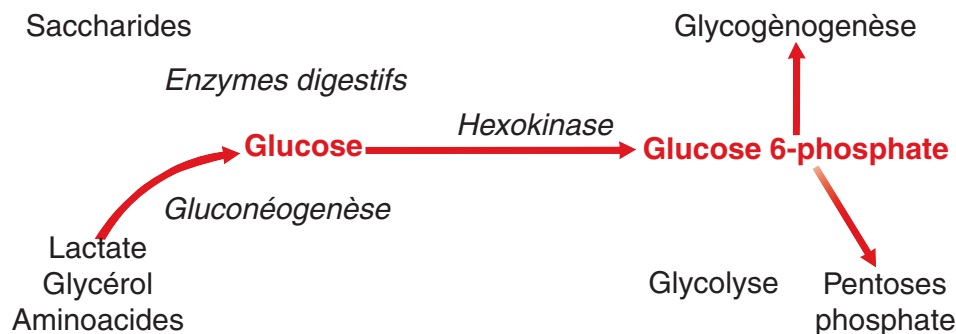 Saccharides
Glycogènogenèse
Enzymes digestifs
Hexokinase
Glucose
Glucose 6-phosphate
Gluconéogenèse
Lactate
Glycérol
Aminoacides
Glycolyse
Pentoses
phosphate